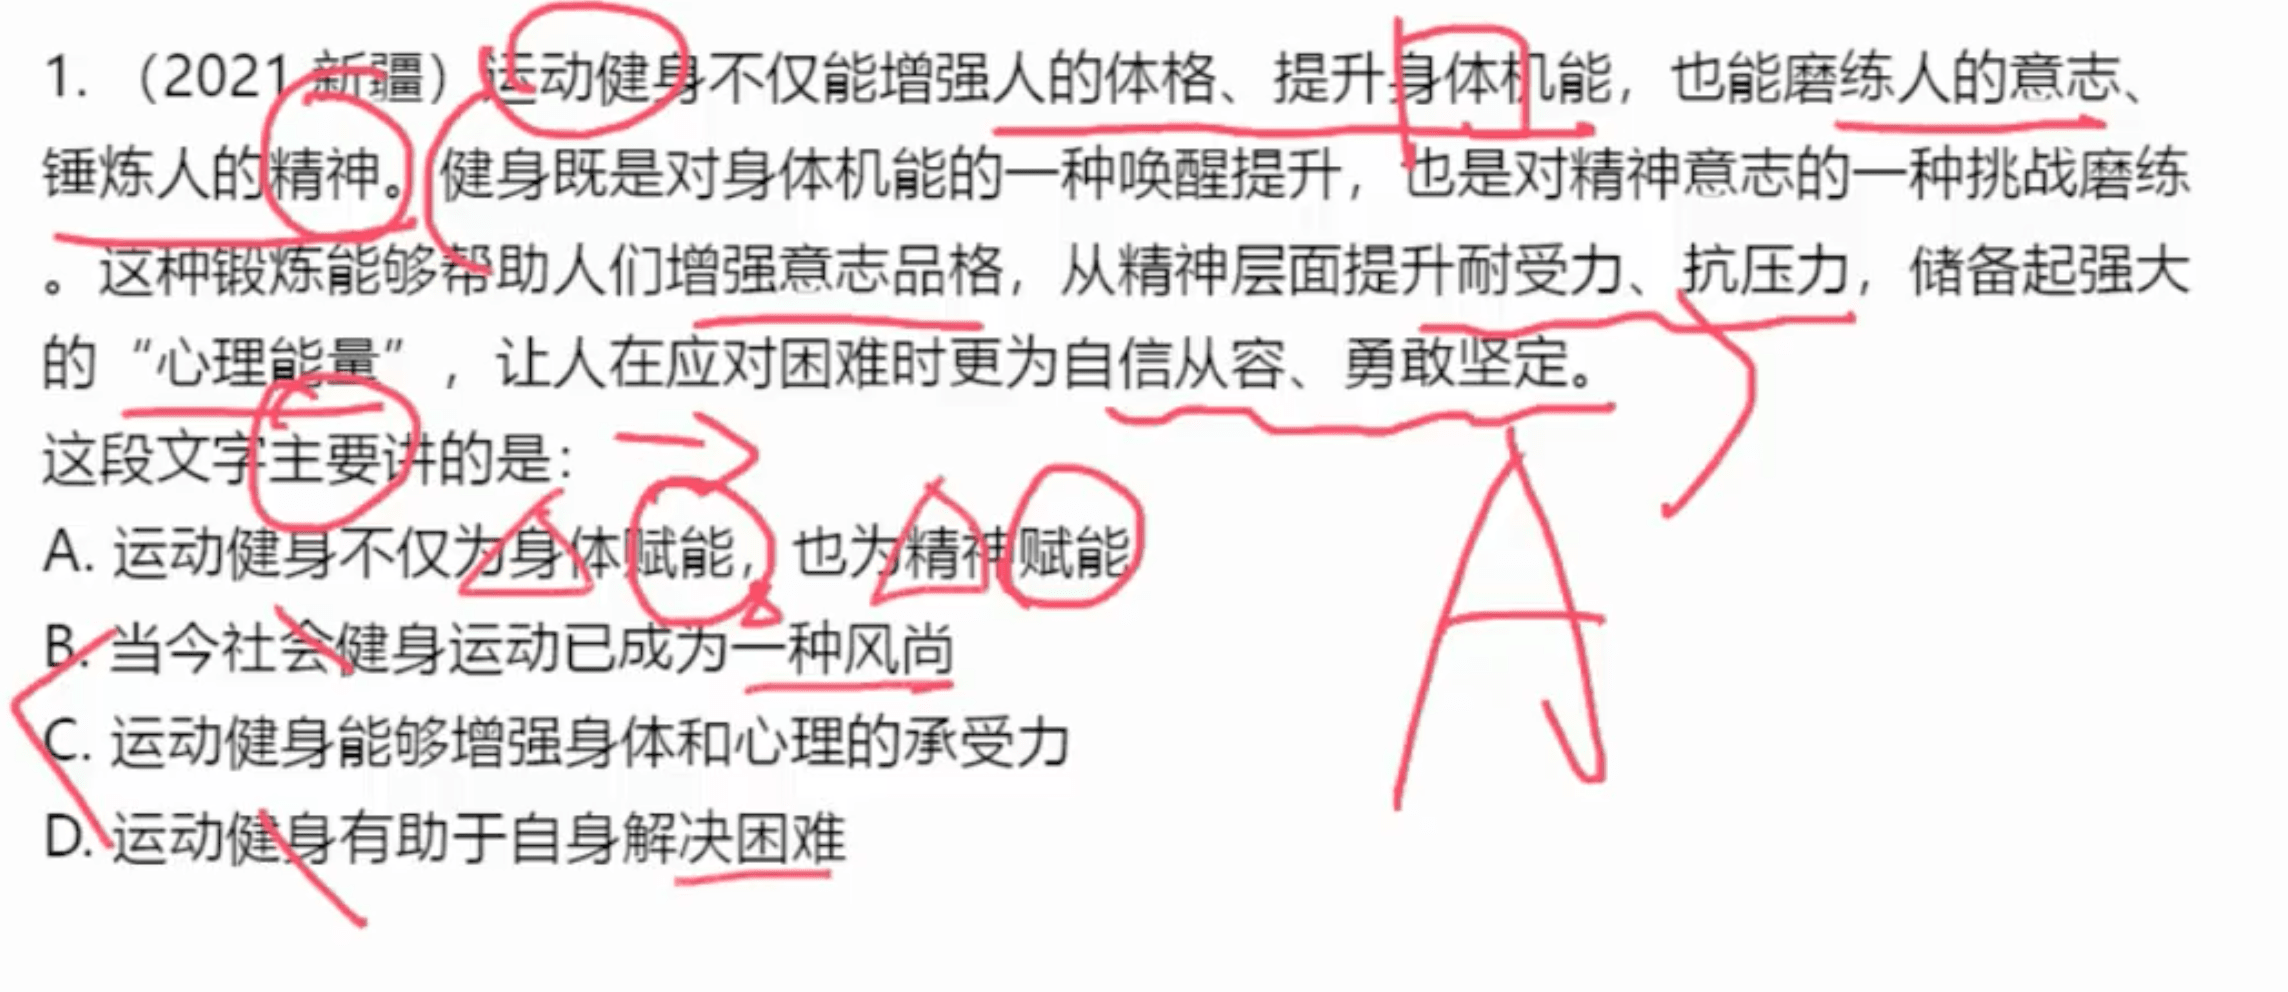 1. （2021 新疆）运动健身不仅能增强人的体格、提升身体机能，也能磨练人的意志、
锤炼人的精神。健身既是对身体机能的一种唤醒提升，也是对精神意志的一种挑战磨练
。这种锻炼能够帮助人们增强意志品格，从精神层面提升耐受力、抗压力，储备起强大
的“心理能量”，让人在应对困难时更为自信从容、勇敢坚定。
这段文字主要讲的是：
A. 运动健身不仅为身体赋能，也为精神赋能
B. 当今社会健身运动已成为一种风尚
C. 运动健身能够增强身体和心理的承受力
D. 运动健身有助于自身解决困难
A